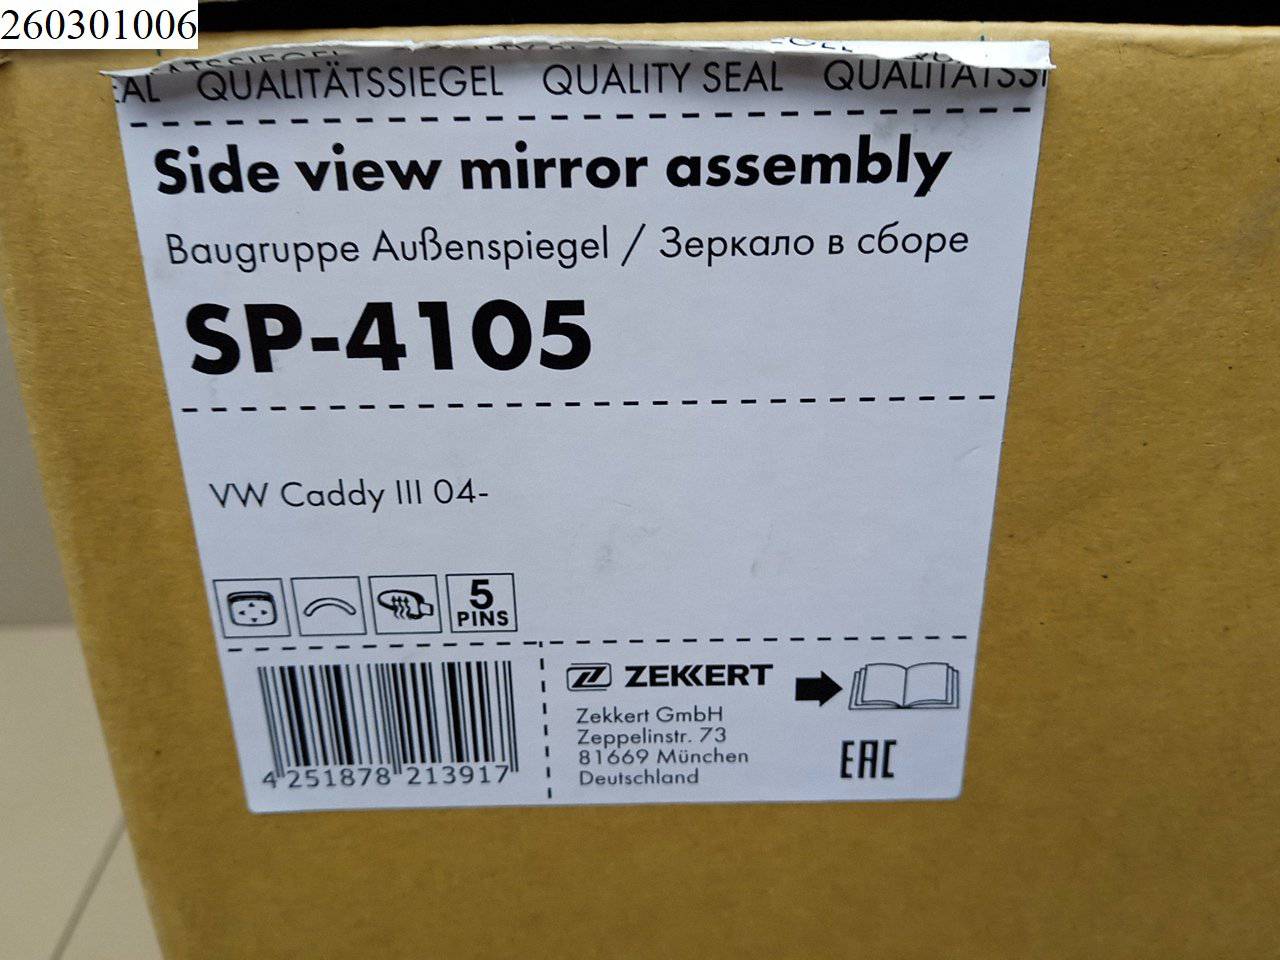 260301006
EAL QUALITÄTSSIEGEL QUALITY SEAL QUALITÄTSSI
Side view mirror assembly
Baugruppe Außenspiegel / Зеркало в сборе
SP-4105
VW Caddy III 04-
5
PINS
ZEKKERT
Zekkert GmbH
Zeppelinstr. 73
81669 München
Deutschland
EAC
4 251878 213917